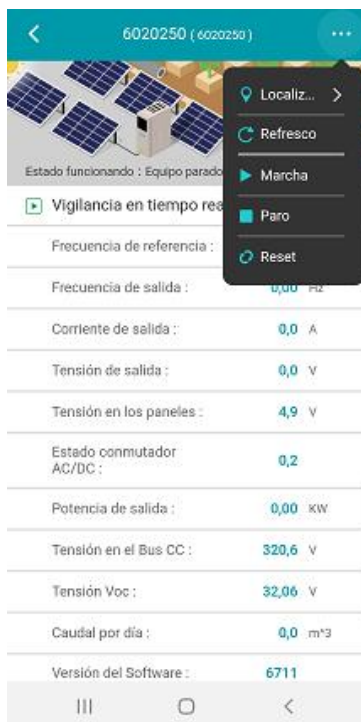 6020250 (6020250)
Localiz...
Refresco
Marcha
Paro
Reset
Estado funcionando : Equipo parado
Vigilancia en tiempo rea
Frecuencia de referencia :
Frecuencia de salida : 0,00 Hz
Corriente de salida : 0,0 A
Tensión de salida : 0,0 V
Tensión en los paneles : 4,9 V
Estado conmutador
AC/DC : 0,2
Potencia de salida : 0,00 KW
Tensión en el Bus CC : 320,6 V
Tensión Voc : 32,06 V
Caudal por día : 0,0 m^3
Versión del Software : 6711